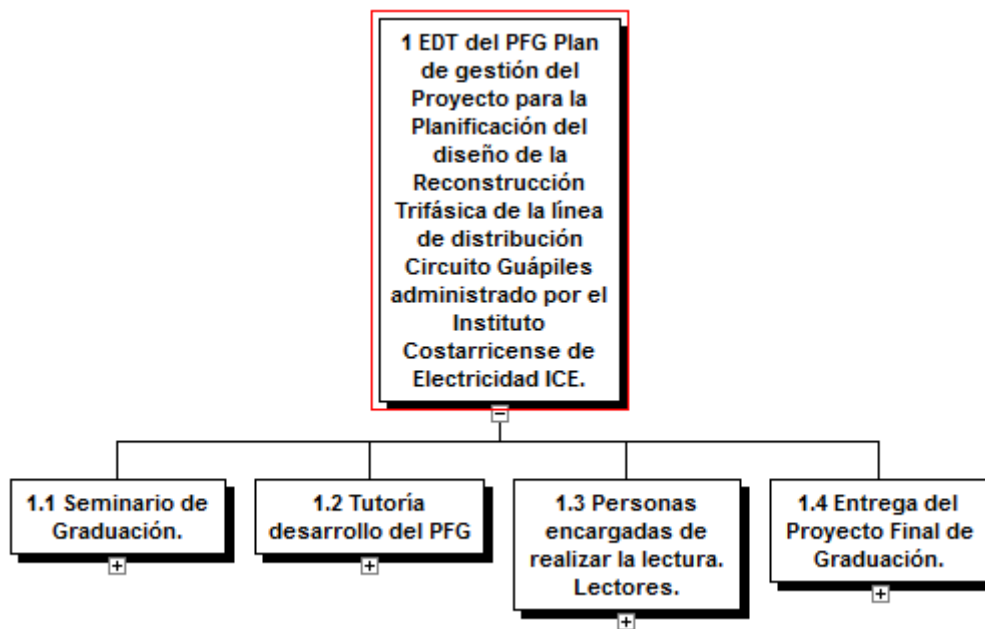 1 EDT del PFG Plan
de gestión del
Proyecto para la
Planificación del
diseño de la
Reconstrucción
Trifásica de la línea
de distribución
Circuito Guápiles
administrado por el
Instituto
Costarricense de
Electricidad ICE.
1.1 Seminario de
Graduación.
1.2 Tutoría
desarrollo del PFG
1.3 Personas
encargadas de
realizar la lectura.
Lectores.
1.4 Entrega del
Proyecto Final de
Graduación.